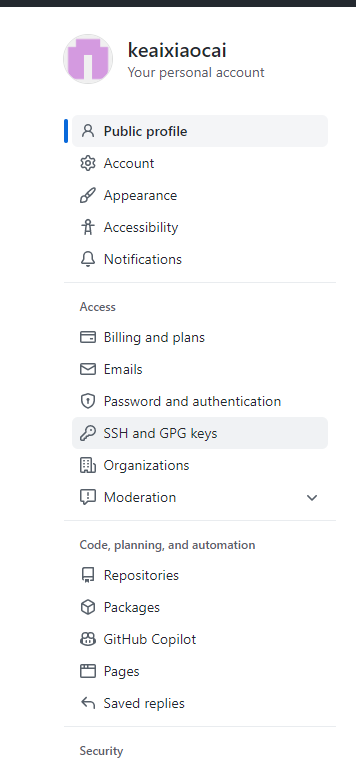 keaixiaocai
Your personal account
Public profile
Account
Appearance
Accessibility
Notifications
Access
Billing and plans
Emails
Password and authentication
SSH and GPG keys
Organizations
Moderation
Code, planning, and automation
Repositories
Packages
GitHub Copilot
Pages
Saved replies
Security